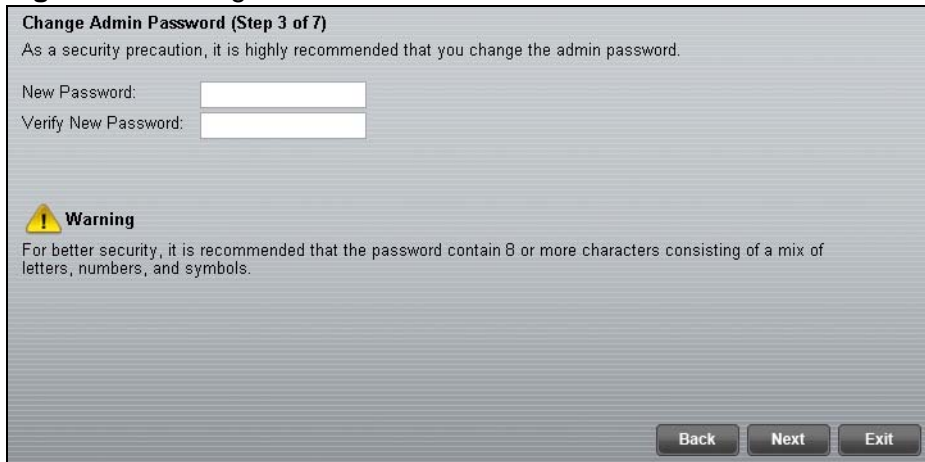 Change Admin Password (Step 3 of 7)
As a security precaution, it is highly recommended that you change the admin password.
New Password:
Verify New Password:
Warning
For better security, it is recommended that the password contain 8 or more characters consisting of a mix of
letters, numbers, and symbols.
Back Next Exit